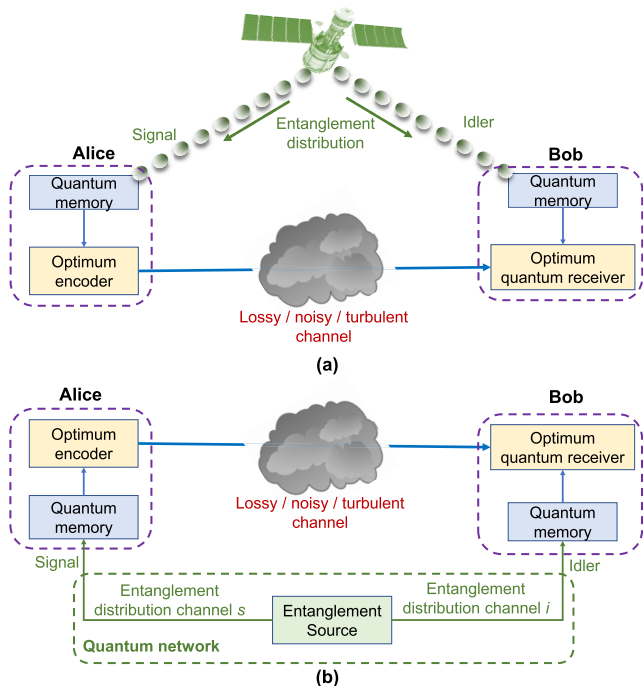 Signal
Entanglement
distribution
Idler
Alice
Bob
Quantum
memory
Quantum
memory
Optimum
encoder
Optimum
quantum receiver
Lossy / noisy / turbulent
channel
(a)
Alice
Bob
Optimum
encoder
Optimum
quantum receiver
Lossy / noisy / turbulent
channel
Quantum
memory
Quantum
memory
Signal
Idler
Entanglement
distribution channel s
Entanglement
Source
Entanglement
distribution channel i
Quantum network
(b)